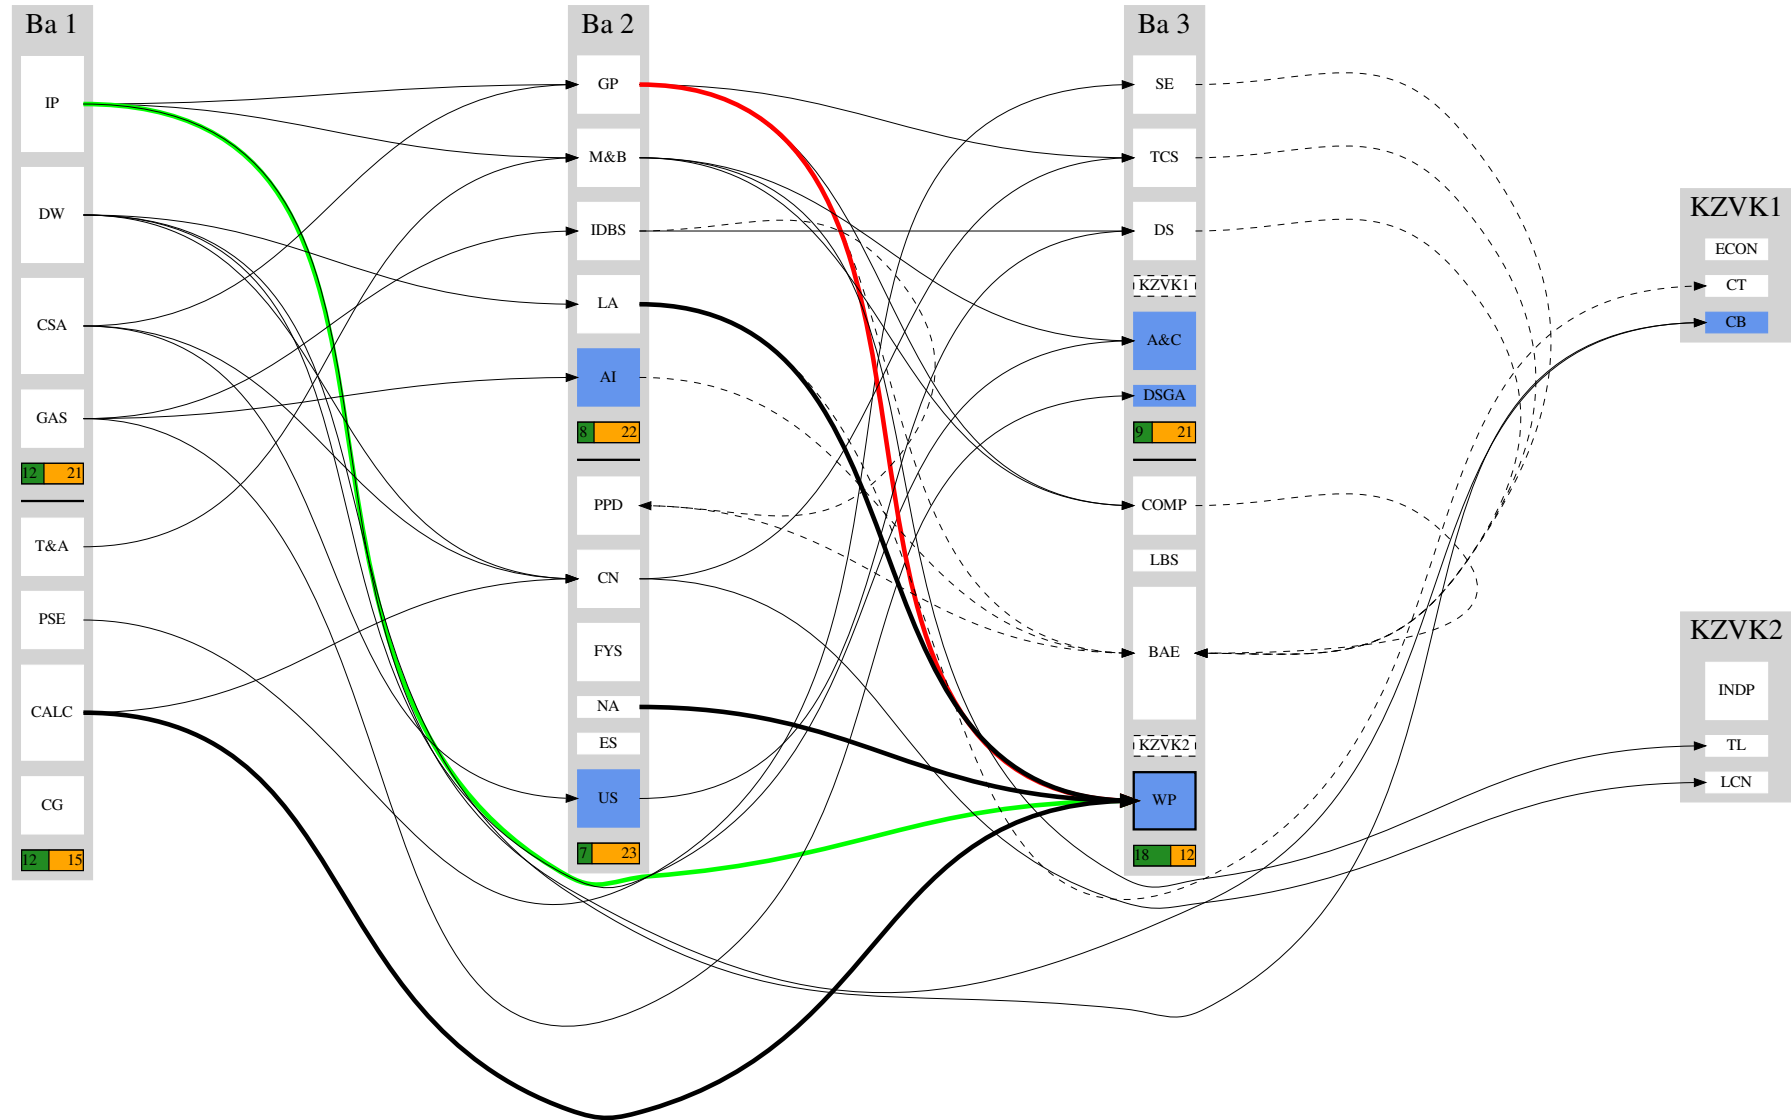 Ba 1
IP
DW
CSA
GAS
12 21
T&A
PSE
CALC
CG
12 15
Ba 2
GP
M&B
IDBS
LA
AI
8 22
PPD
CN
FYS
NA
ES
US
7 23
Ba 3
SE
TCS
DS
KZVK1
A&C
DSGA
9 21
COMP
LBS
BAE
KZVK2
WP
18 12
KZVK1
ECON
CT
CB
KZVK2
INDP
TL
LCN